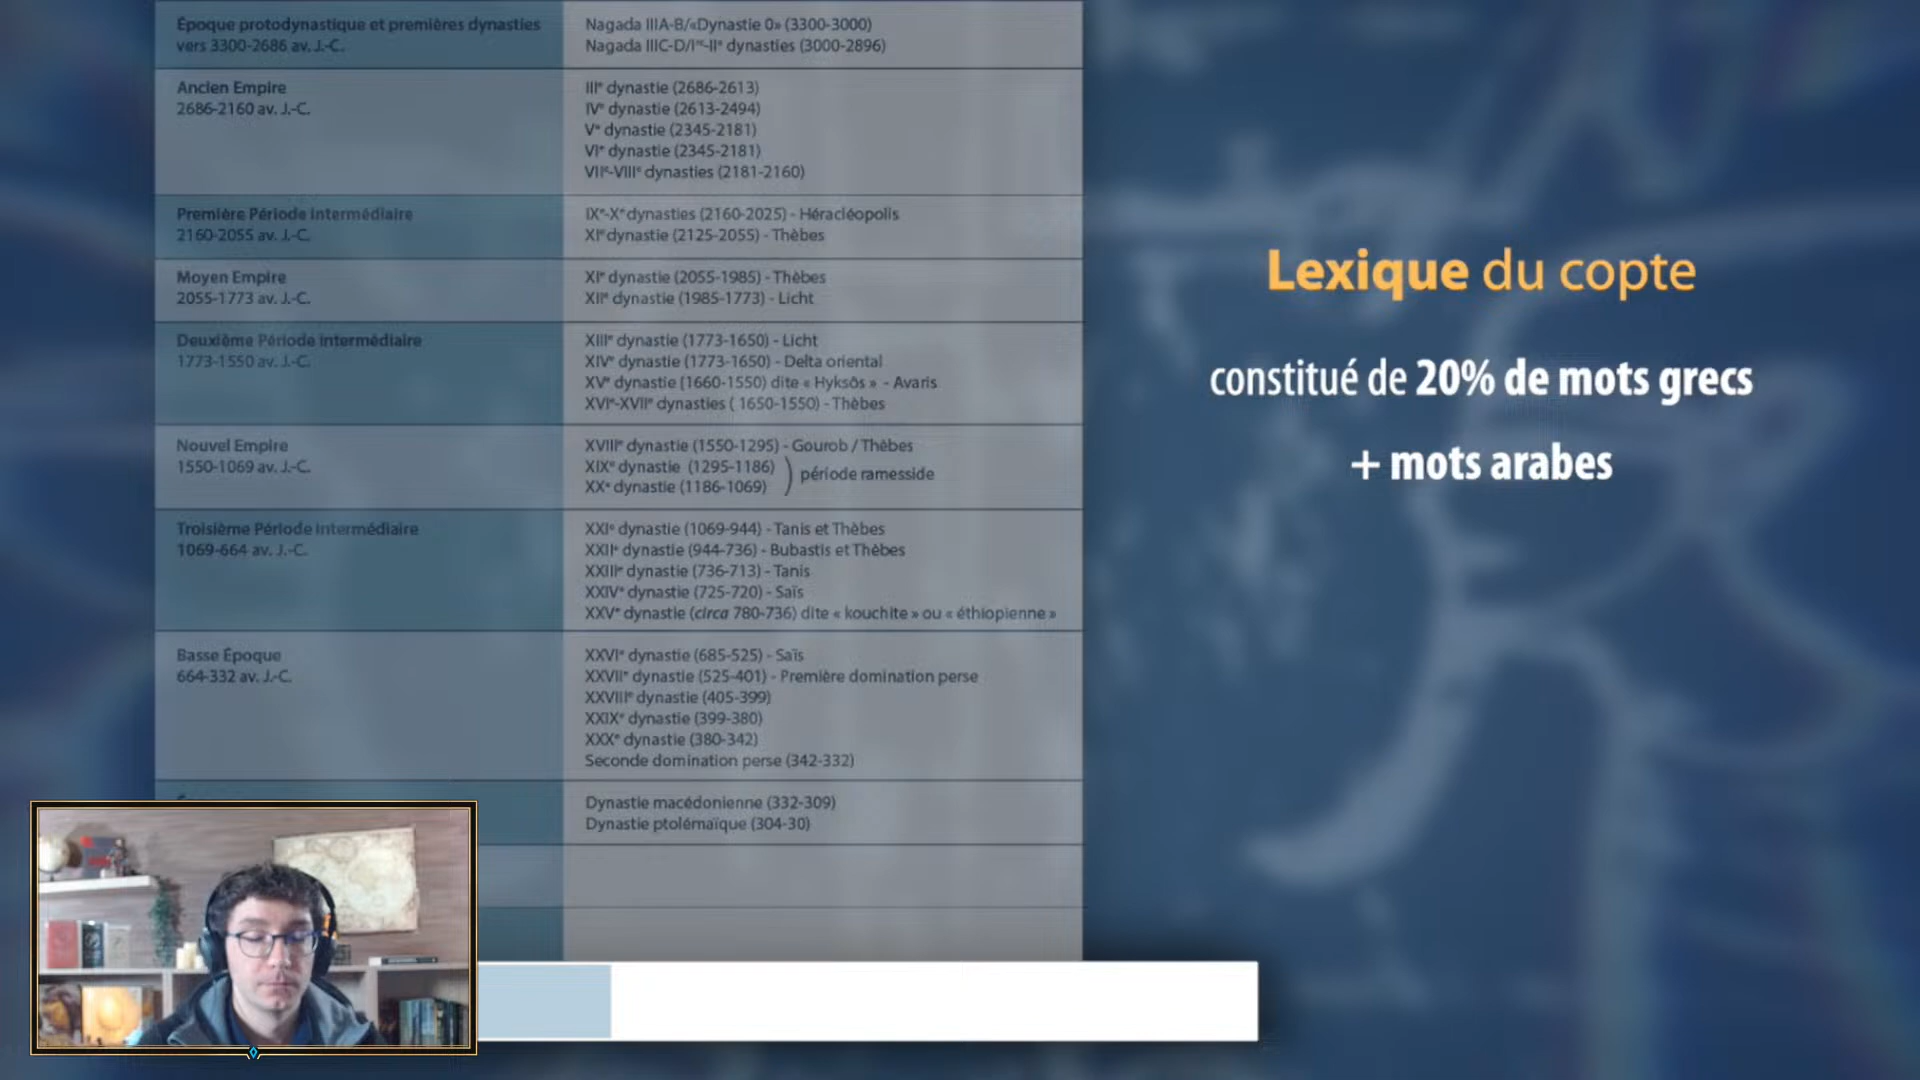 Époque protodynastique et premières dynasties
vers 3300-2686 av. J.-C.
Nagada IIIA-B/«Dynastie 0» (3300-3000)
Nagada IIIC-D/Iʳᵉ-IIᵉ dynasties (3000-2896)
Ancien Empire
2686-2160 av. J.-C.
IIIᵉ dynastie (2686-2613)
IVᵉ dynastie (2613-2494)
Vᵉ dynastie (2345-2181)
VIᵉ dynastie (2345-2181)
VIIᵉ-VIIIᵉ dynasties (2181-2160)
Première Période intermédiaire
2160-2055 av. J.-C.
IXᵉ-Xᵉ dynasties (2160-2025) - Héracléopolis
XIᵉ dynastie (2125-2055) - Thèbes
Moyen Empire
2055-1773 av. J.-C.
XIᵉ dynastie (2055-1985) - Thèbes
XIIᵉ dynastie (1985-1773) - Licht
Deuxième Période intermédiaire
1773-1550 av. J.-C.
XIIIᵉ dynastie (1773-1650) - Licht
XIVᵉ dynastie (1773-1650) - Delta oriental
XVᵉ dynastie (1660-1550) dite « Hyksôs » - Avaris
XVIᵉ-XVIIᵉ dynasties ( 1650-1550) - Thèbes
Nouvel Empire
1550-1069 av. J.-C.
XVIIIᵉ dynastie (1550-1295) - Gourob / Thèbes
XIXᵉ dynastie (1295-1186)
XXᵉ dynastie (1186-1069)
période ramesside
Troisième Période intermédiaire
1069-664 av. J.-C.
XXIᵉ dynastie (1069-944) - Tanis et Thèbes
XXIIᵉ dynastie (944-736) - Bubastis et Thèbes
XXIIIᵉ dynastie (736-713) - Tanis
XXIVᵉ dynastie (725-720) - Saïs
XXVᵉ dynastie (circa 780-736) dite « kouchite » ou « éthiopienne »
Basse Époque
664-332 av. J.-C.
XXVIᵉ dynastie (685-525) - Saïs
XXVIIᵉ dynastie (525-401) - Première domination perse
XXVIIIᵉ dynastie (405-399)
XXIXᵉ dynastie (399-380)
XXXᵉ dynastie (380-342)
Seconde domination perse (342-332)
Dynastie macédonienne (332-309)
Dynastie ptolémaïque (304-30)
Lexique du copte
constitué de 20% de mots grecs
+ mots arabes